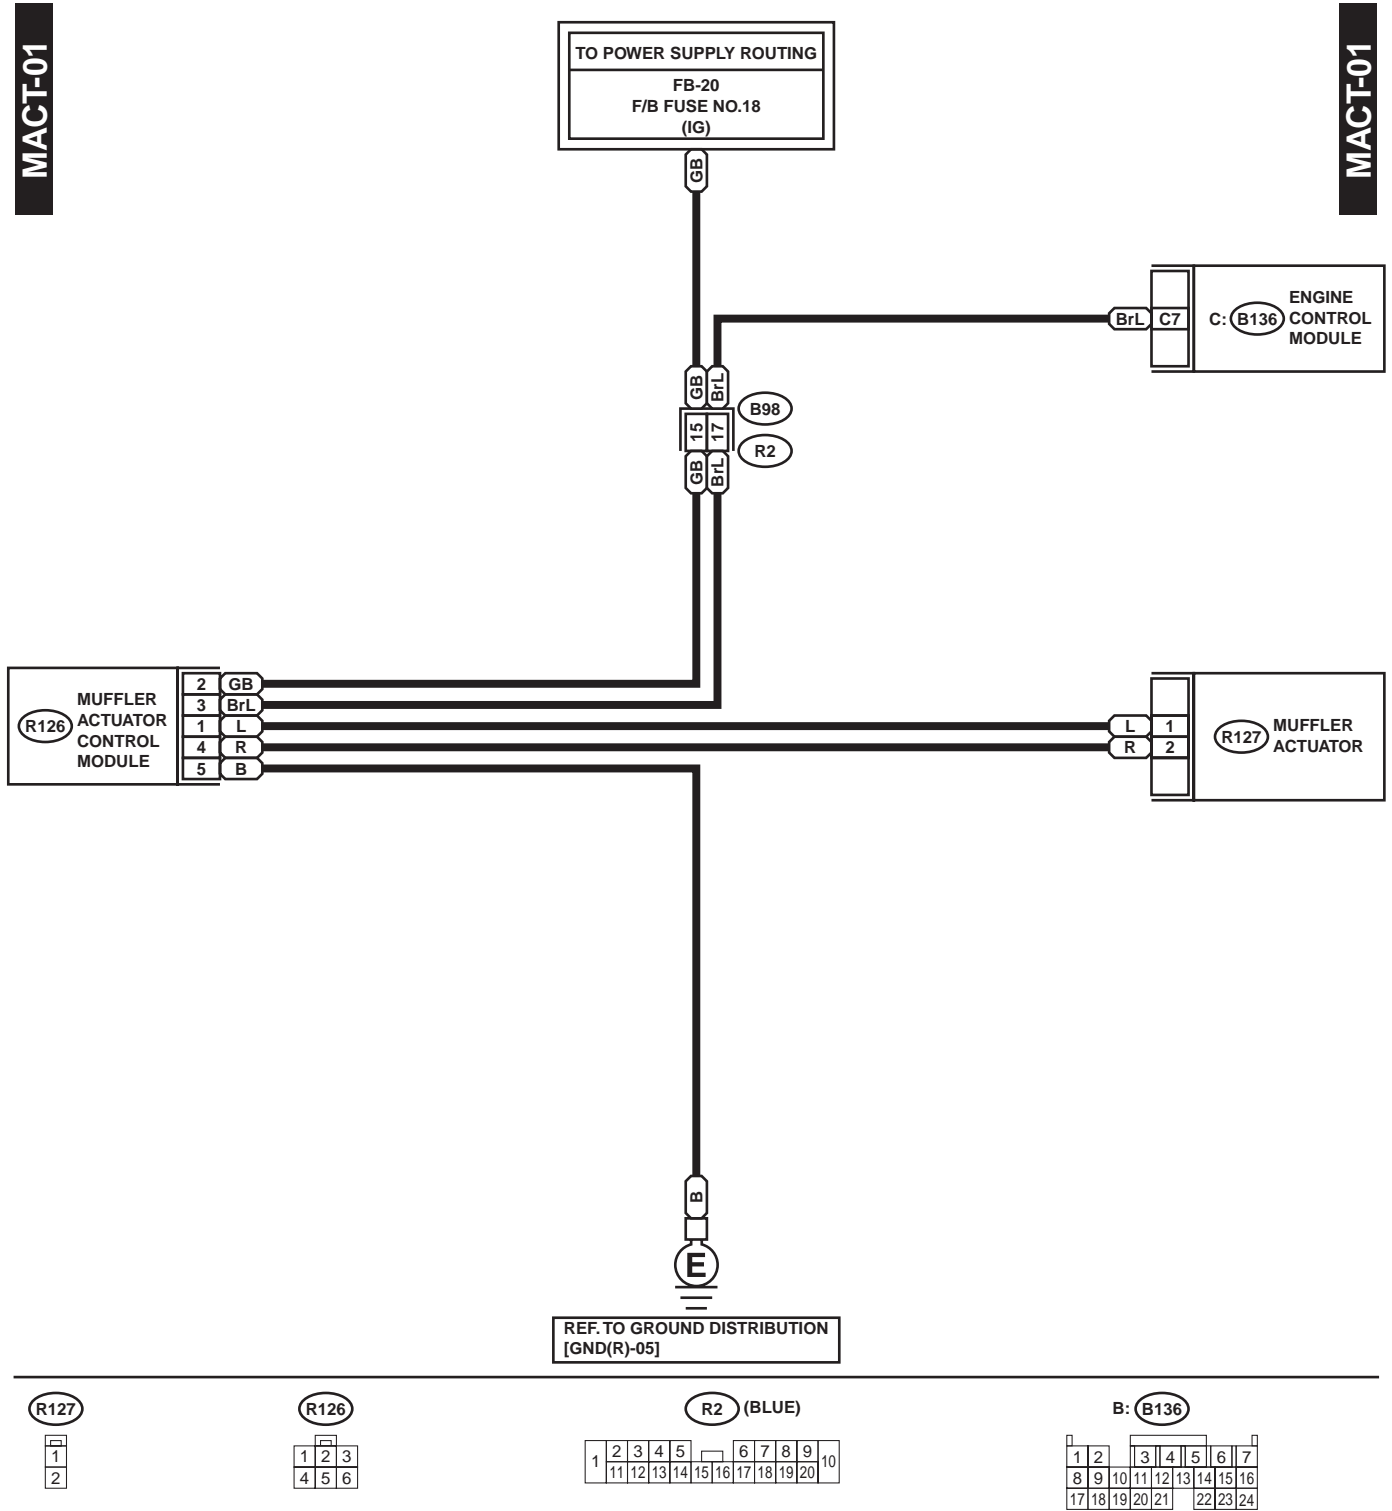 MACT-01
MACT-01
TO POWER SUPPLY ROUTING
FB-20
F/B FUSE NO.18
(IG)
GB
BrL C7
C: B136
ENGINE
CONTROL
MODULE
GB BrL
B98
15 17
R2
GB BrL
R126
MUFFLER
ACTUATOR
CONTROL
MODULE
2 GB
3 BrL
1 L
4 R
5 B
L 1
R 2
R127
MUFFLER
ACTUATOR
B
E
REF. TO GROUND DISTRIBUTION
[GND(R)-05]
R127
1
2
R126
1 2 3
4 5 6
R2 (BLUE)
1 2 3 4 5 6 7 8 9 10
11 12 13 14 15 16 17 18 19 20
B: B136
1 2 3 4 5 6 7
8 9 10 11 12 13 14 15 16
17 18 19 20 21 22 23 24